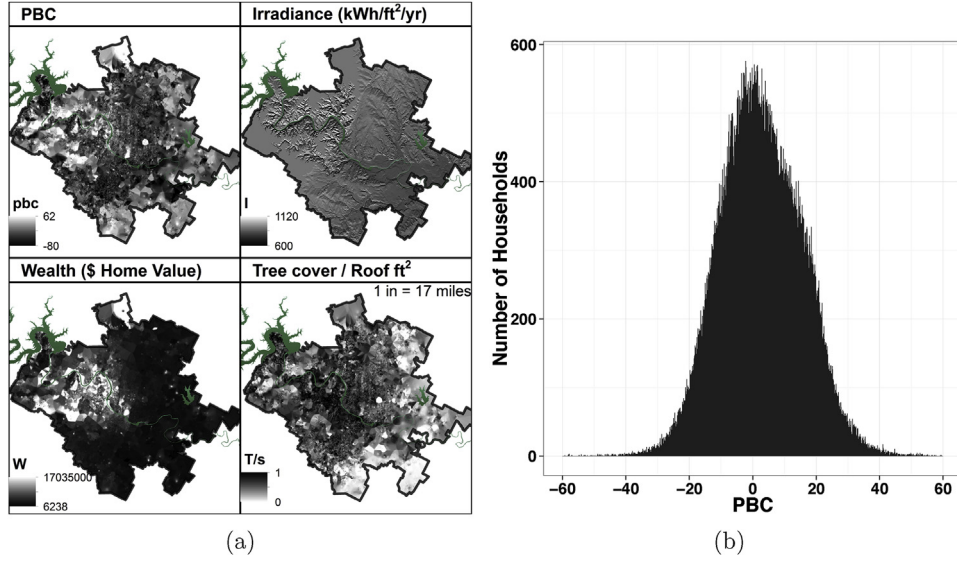 PBC
Irradiance (kWh/ft²/yr)
pbc
62
-80
I
1120
600
Wealth ($ Home Value)
Tree cover / Roof ft²
1 in = 17 miles
W
17035000
6238
T/s
1
0
(a)
Number of Households
600
400
200
0
−60 −40 −20 0 20 40 60
PBC
(b)